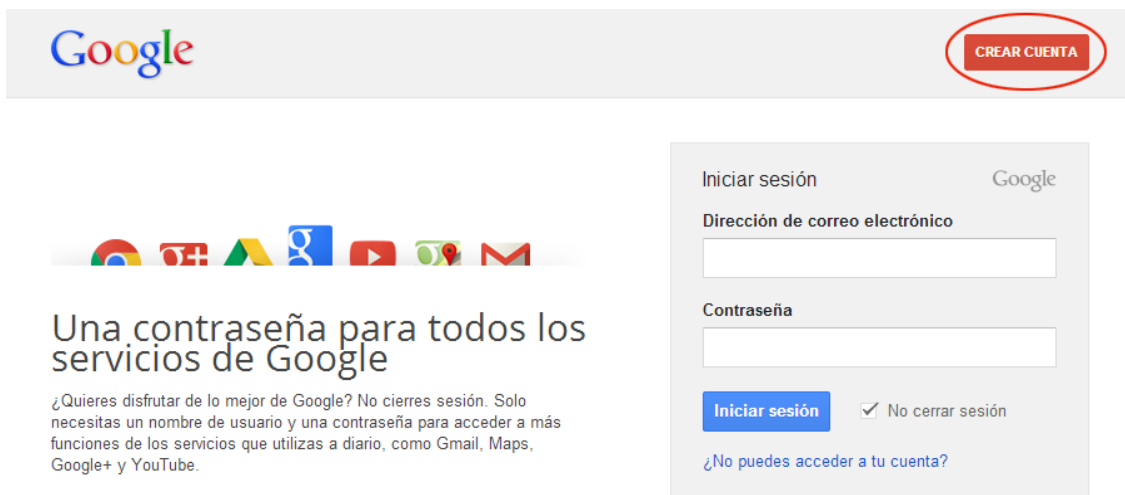 Google
CREAR CUENTA
Una contraseña para todos los
servicios de Google
¿Quieres disfrutar de lo mejor de Google? No cierres sesión. Solo
necesitas un nombre de usuario y una contraseña para acceder a más
funciones de los servicios que utilizas a diario, como Gmail, Maps,
Google+ y YouTube.
Iniciar sesión Google
Dirección de correo electrónico
Contraseña
Iniciar sesión No cerrar sesión
¿No puedes acceder a tu cuenta?